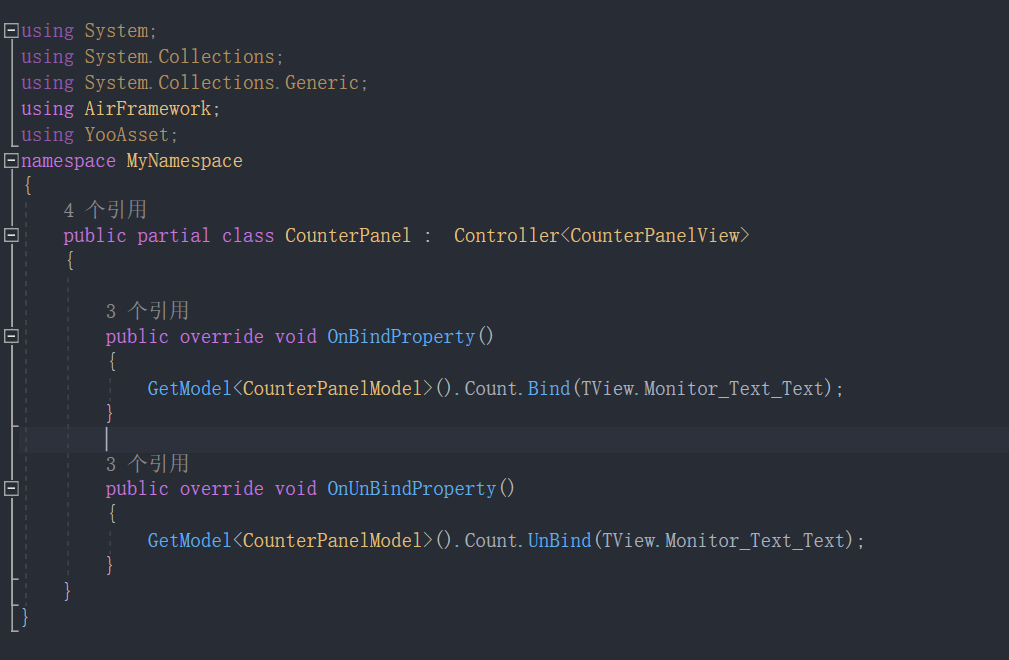 using System;
using System.Collections;
using System.Collections.Generic;
using AirFramework;
using YooAsset;
namespace MyNamespace
{
    4 个引用
    public partial class CounterPanel :  Controller<CounterPanelView>
    {
        3 个引用
        public override void OnBindProperty()
        {
            GetModel<CounterPanelModel>().Count.Bind(TView.Monitor_Text_Text);
        }
        3 个引用
        public override void OnUnBindProperty()
        {
            GetModel<CounterPanelModel>().Count.UnBind(TView.Monitor_Text_Text);
        }
    }
}